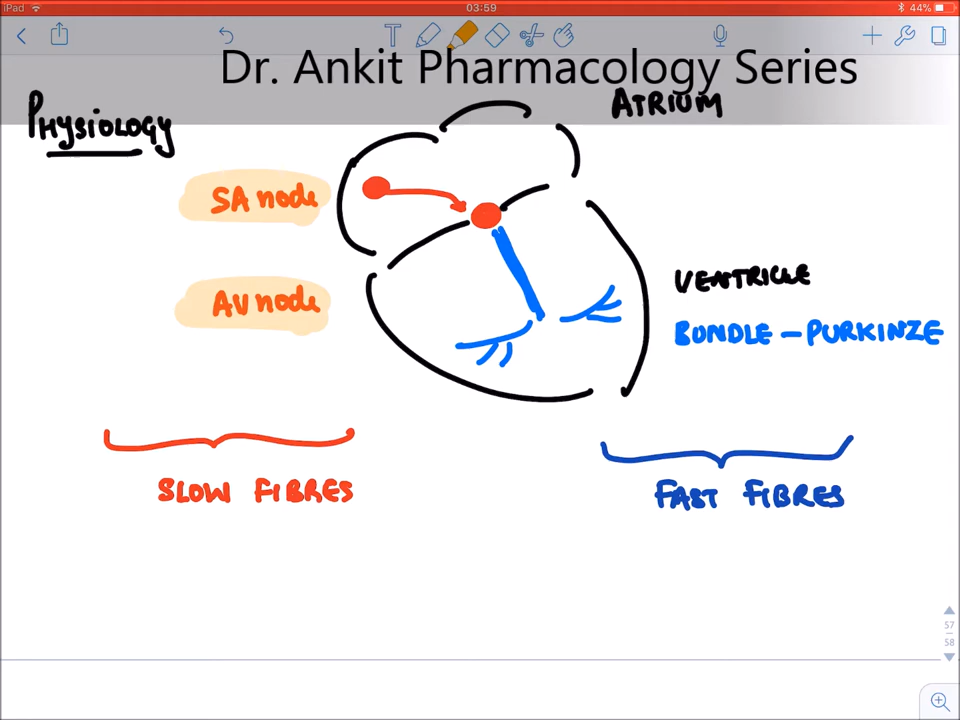 iPad
03:59
44%
T
Dr. Ankit Pharmacology Series
PHYSIOLOGY
ATRIUM
SA node
AV node
VENTRICLE
BUNDLE - PURKINZE
SLOW FIBRES
FAST FIBRES
57
58